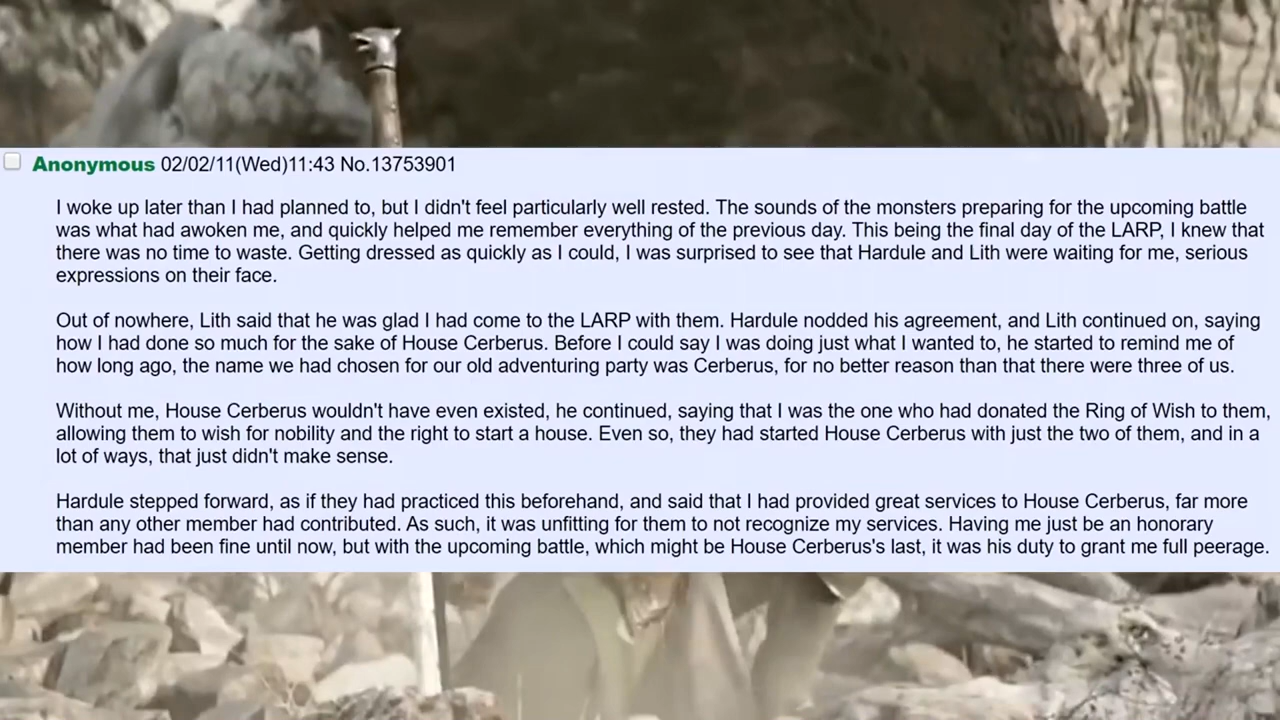 Anonymous 02/02/11(Wed)11:43 No.13753901
I woke up later than I had planned to, but I didn't feel particularly well rested. The sounds of the monsters preparing for the upcoming battle
was what had awoken me, and quickly helped me remember everything of the previous day. This being the final day of the LARP, I knew that
there was no time to waste. Getting dressed as quickly as I could, I was surprised to see that Hardule and Lith were waiting for me, serious
expressions on their face.
Out of nowhere, Lith said that he was glad I had come to the LARP with them. Hardule nodded his agreement, and Lith continued on, saying
how I had done so much for the sake of House Cerberus. Before I could say I was doing just what I wanted to, he started to remind me of
how long ago, the name we had chosen for our old adventuring party was Cerberus, for no better reason than that there were three of us.
Without me, House Cerberus wouldn't have even existed, he continued, saying that I was the one who had donated the Ring of Wish to them,
allowing them to wish for nobility and the right to start a house. Even so, they had started House Cerberus with just the two of them, and in a
lot of ways, that just didn't make sense.
Hardule stepped forward, as if they had practiced this beforehand, and said that I had provided great services to House Cerberus, far more
than any other member had contributed. As such, it was unfitting for them to not recognize my services. Having me just be an honorary
member had been fine until now, but with the upcoming battle, which might be House Cerberus's last, it was his duty to grant me full peerage.